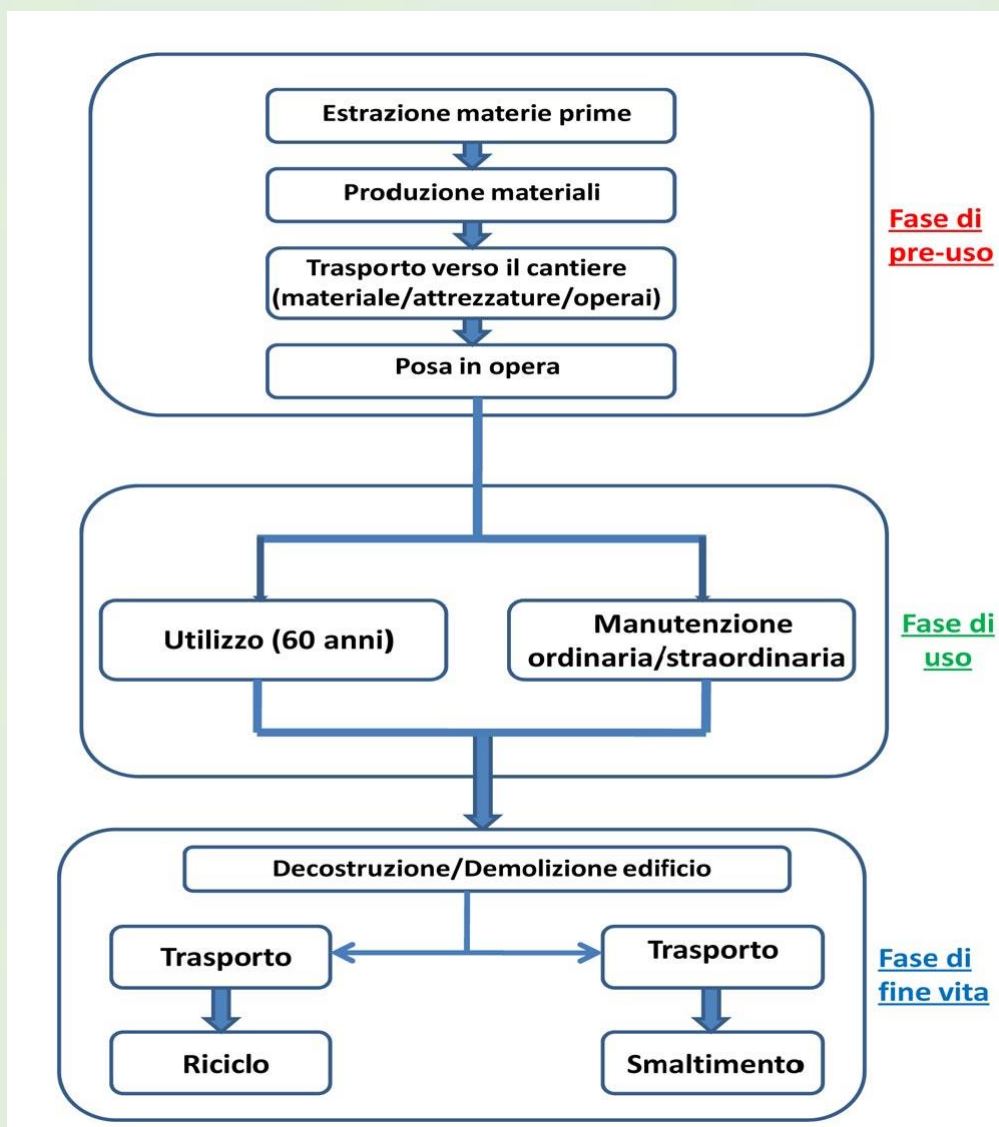 Estrazione materie prime
Produzione materiali
Trasporto verso il cantiere
(materiale/attrezzature/operai)
Posa in opera
Fase di
pre-uso
Utilizzo (60 anni)
Manutenzione
ordinaria/straordinaria
Fase di
uso
Decostruzione/Demolizione edificio
Trasporto
Trasporto
Riciclo
Smaltimento
Fase di
fine vita